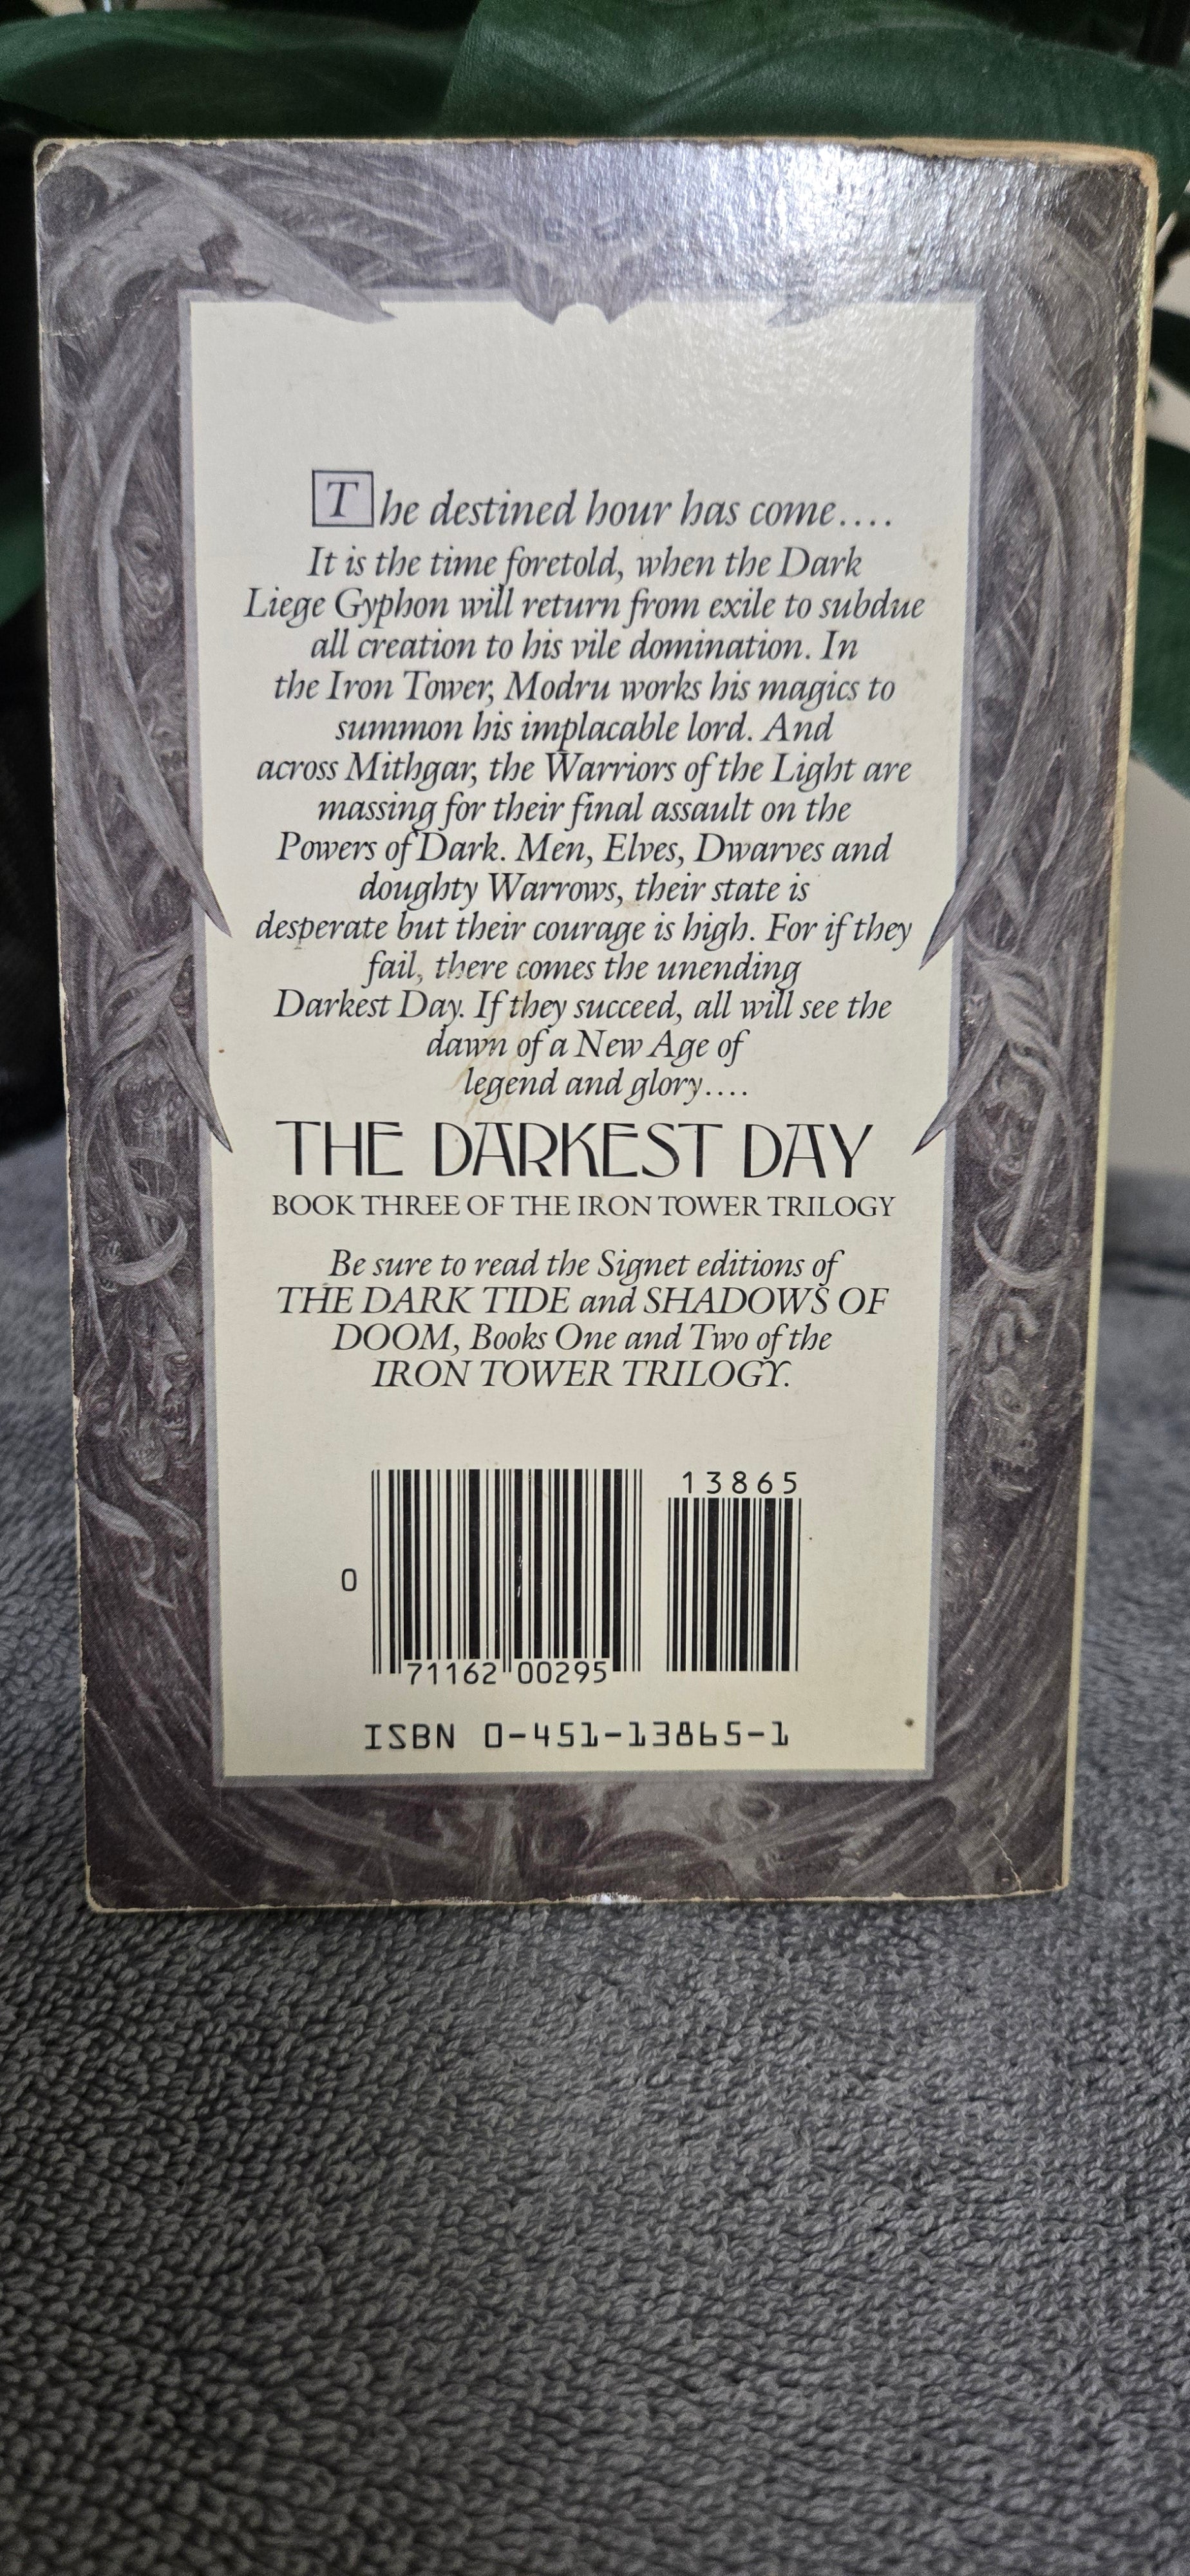 The destined hour has come....
It is the time foretold, when the Dark
Liege Gyphon will return from exile to subdue
all creation to his vile domination. In
the Iron Tower, Modru works his magics to
summon his implacable lord. And
across Mithgar, the Warriors of the Light are
massing for their final assault on the
Powers of Dark. Men, Elves, Dwarves and
doughty Warrows, their state is
desperate but their courage is high. For if they
fail, there comes the unending
Darkest Day. If they succeed, all will see the
dawn of a New Age of
legend and glory....
THE DARKEST DAY
BOOK THREE OF THE IRON TOWER TRILOGY
Be sure to read the Signet editions of
THE DARK TIDE and SHADOWS OF
DOOM, Books One and Two of the
IRON TOWER TRILOGY.
13865
0
71162 00295
ISBN 0-451-13865-1